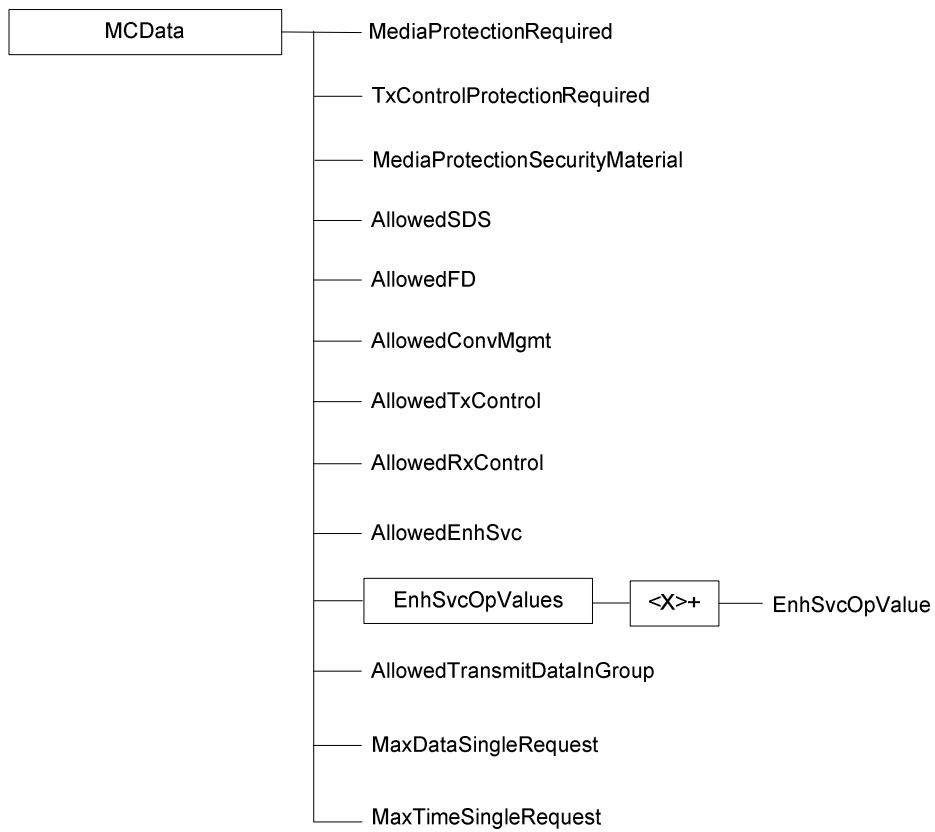 MCData
MediaProtectionRequired
TxControlProtectionRequired
MediaProtectionSecurityMaterial
AllowedSDS
AllowedFD
AllowedConvMgmt
AllowedTxControl
AllowedRxControl
AllowedEnhSvc
EnhSvcOpValues <X>+ EnhSvcOpValue
AllowedTransmitDataInGroup
MaxDataSingleRequest
MaxTimeSingleRequest